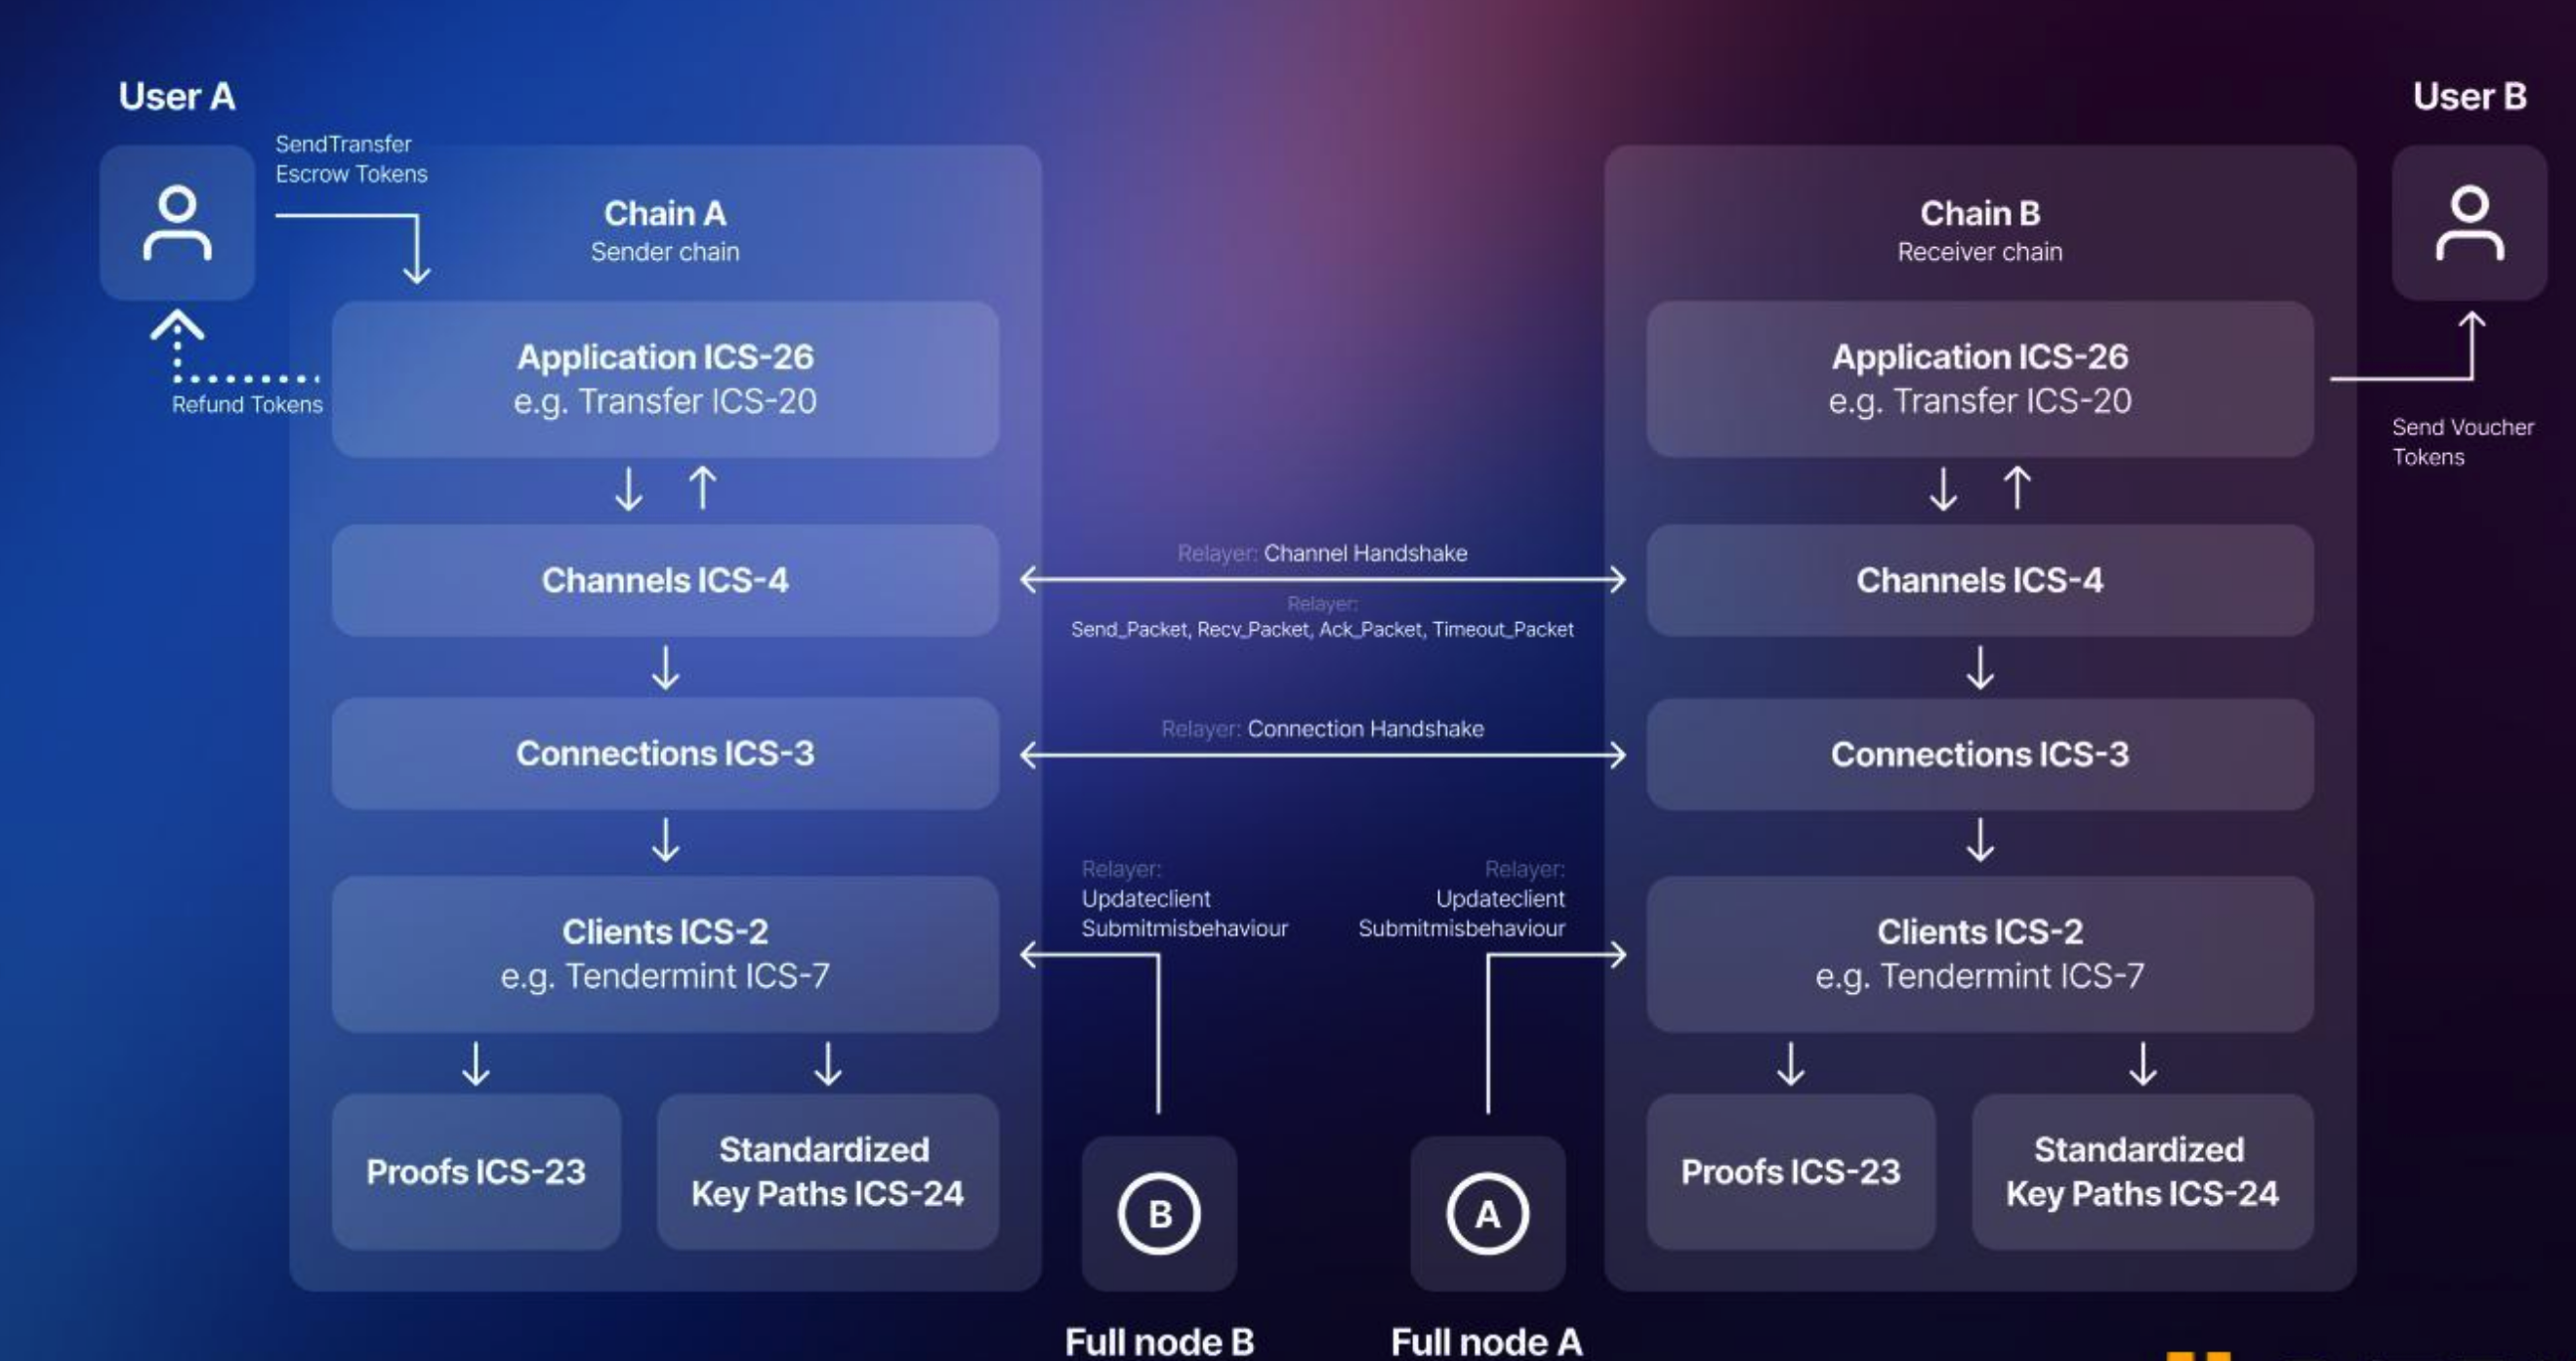 User A
User B
SendTransfer
Escrow Tokens
Chain A
Sender chain
Chain B
Receiver chain
Application ICS-26
e.g. Transfer ICS-20
Application ICS-26
e.g. Transfer ICS-20
Refund Tokens
Send Voucher
Tokens
Channels ICS-4
Relayer: Channel Handshake
Relayer:
Send_Packet, Recv_Packet, Ack_Packet, Timeout_Packet
Channels ICS-4
Connections ICS-3
Relayer: Connection Handshake
Connections ICS-3
Clients ICS-2
e.g. Tendermint ICS-7
Relayer:
Updateclient
Submitmisbehaviour
Relayer:
Updateclient
Submitmisbehaviour
Clients ICS-2
e.g. Tendermint ICS-7
Proofs ICS-23
Standardized
Key Paths ICS-24
B
A
Proofs ICS-23
Standardized
Key Paths ICS-24
Full node B
Full node A